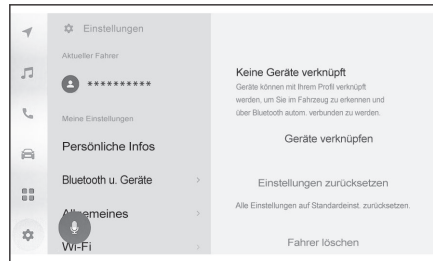 Einstellungen
Aktueller Fahrer
**********
Meine Einstellungen
Persönliche Infos
Bluetooth u. Geräte
Allgemeines
Wi-Fi
Keine Geräte verknüpft
Geräte können mit Ihrem Profil verknüpft
werden, um Sie im Fahrzeug zu erkennen und
über Bluetooth autom. verbunden zu werden.
Geräte verknüpfen
Einstellungen zurücksetzen
Alle Einstellungen auf Standardeinst. zurücksetzen.
Fahrer löschen